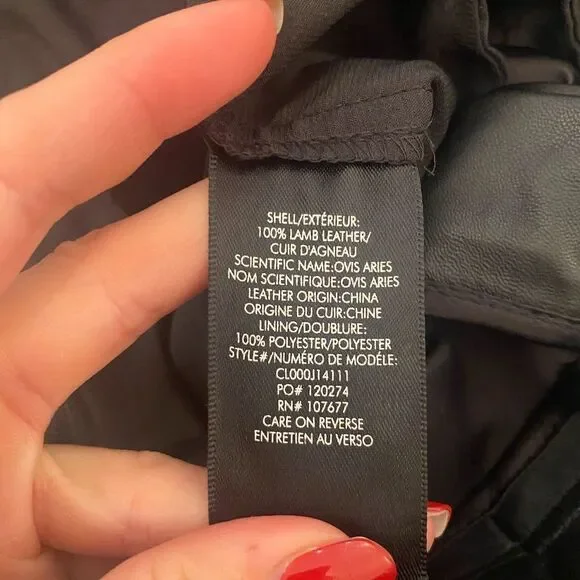 SHELL/EXTÉRIEUR:
100% LAMB LEATHER/
CUIR D'AGNEAU
SCIENTIFIC NAME:OVIS ARIES
NOM SCIENTIFIQUE:OVIS ARIES
LEATHER ORIGIN:CHINA
ORIGINE DU CUIR:CHINE
LINING/DOUBLURE:
100% POLYESTER/POLYESTER
STYLE#/NUMÉRO DE MODÉLE:
CL000J14111
PO# 120274
RN# 107677
CARE ON REVERSE
ENTRETIEN AU VERSO